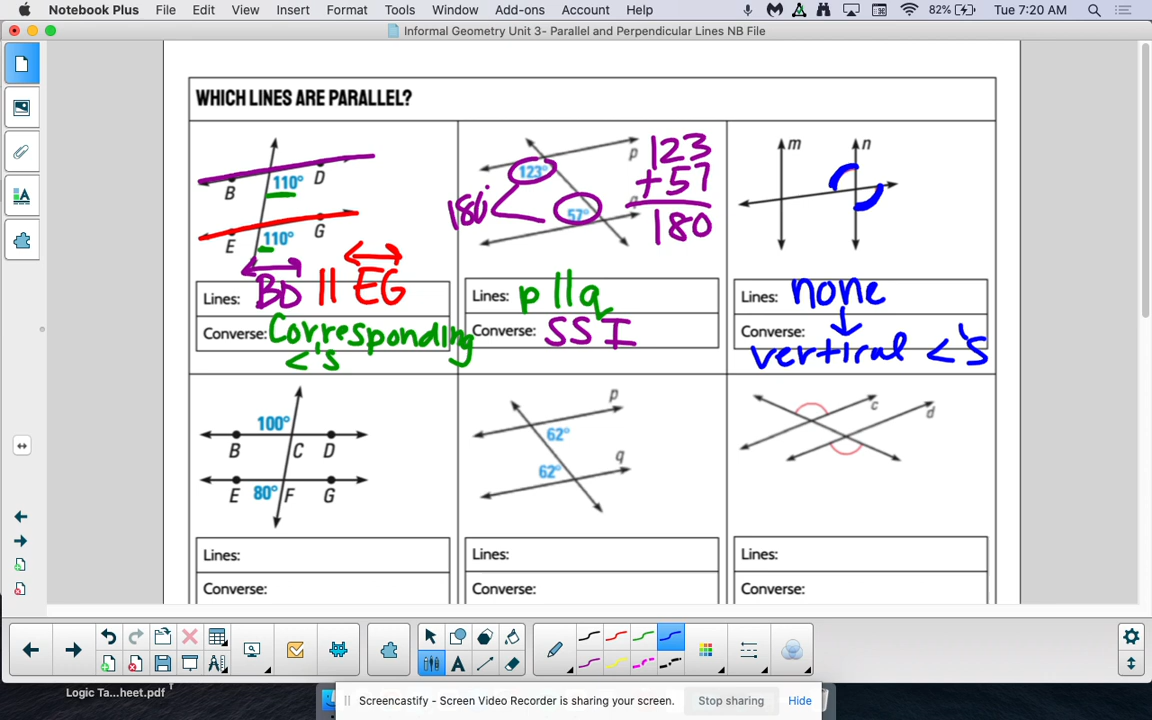 Notebook Plus File Edit View Insert Format Tools Window Add-ons Account Help 82% Tue 7:20 AM
Informal Geometry Unit 3- Parallel and Perpendicular Lines NB File
WHICH LINES ARE PARALLEL?
B 110° D
E 110° G
Lines: BD || EG
Converse: Corresponding
<'s
123° p
57°
180
123
+57
180
Lines: p || q
Converse: SSI
m n
Lines: none
Converse:
vertical <'s
100°
B C D
E 80° F G
Lines:
Converse:
p
62°
62° q
Lines:
Converse:
c d
Lines:
Converse:
A
Logic Ta...heet.pdf
Screencastify - Screen Video Recorder is sharing your screen. Stop sharing Hide